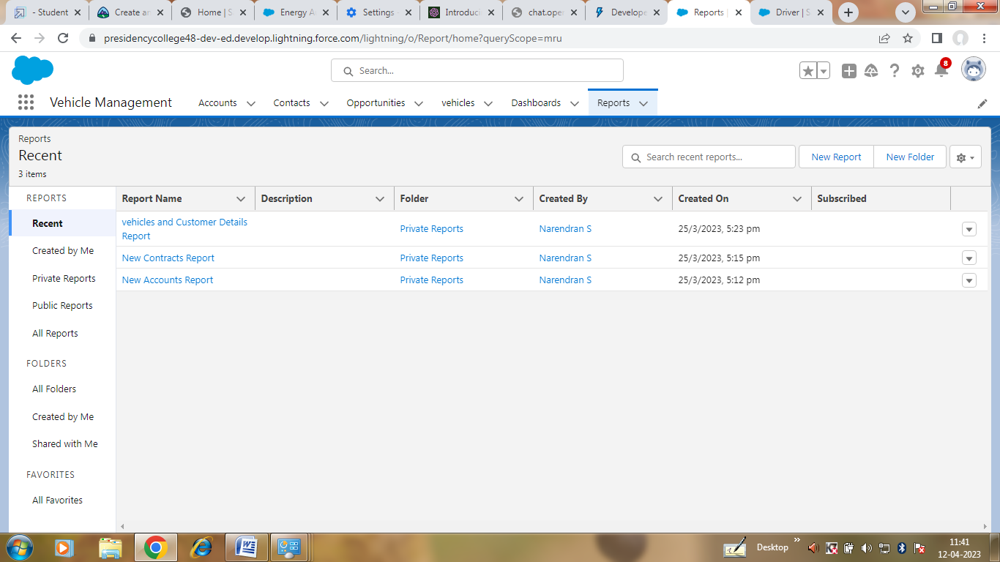 - Student
Create an
Home | S
Energy A
Settings
Introduci
chat.open
Develope
Reports |
Driver | S
presidencycollege48-dev-ed.develop.lightning.force.com/lightning/o/Report/home?queryScope=mru
Search...
8
Vehicle Management
Accounts
Contacts
Opportunities
vehicles
Dashboards
Reports
Reports
Recent
3 items
Search recent reports...
New Report
New Folder
REPORTS
Recent
Created by Me
Private Reports
Public Reports
All Reports
FOLDERS
All Folders
Created by Me
Shared with Me
FAVORITES
All Favorites
Report Name
Description
Folder
Created By
Created On
Subscribed
vehicles and Customer Details
Report
Private Reports
Narendran S
25/3/2023, 5:23 pm
New Contracts Report
Private Reports
Narendran S
25/3/2023, 5:15 pm
New Accounts Report
Private Reports
Narendran S
25/3/2023, 5:12 pm
Desktop
11:41
12-04-2023